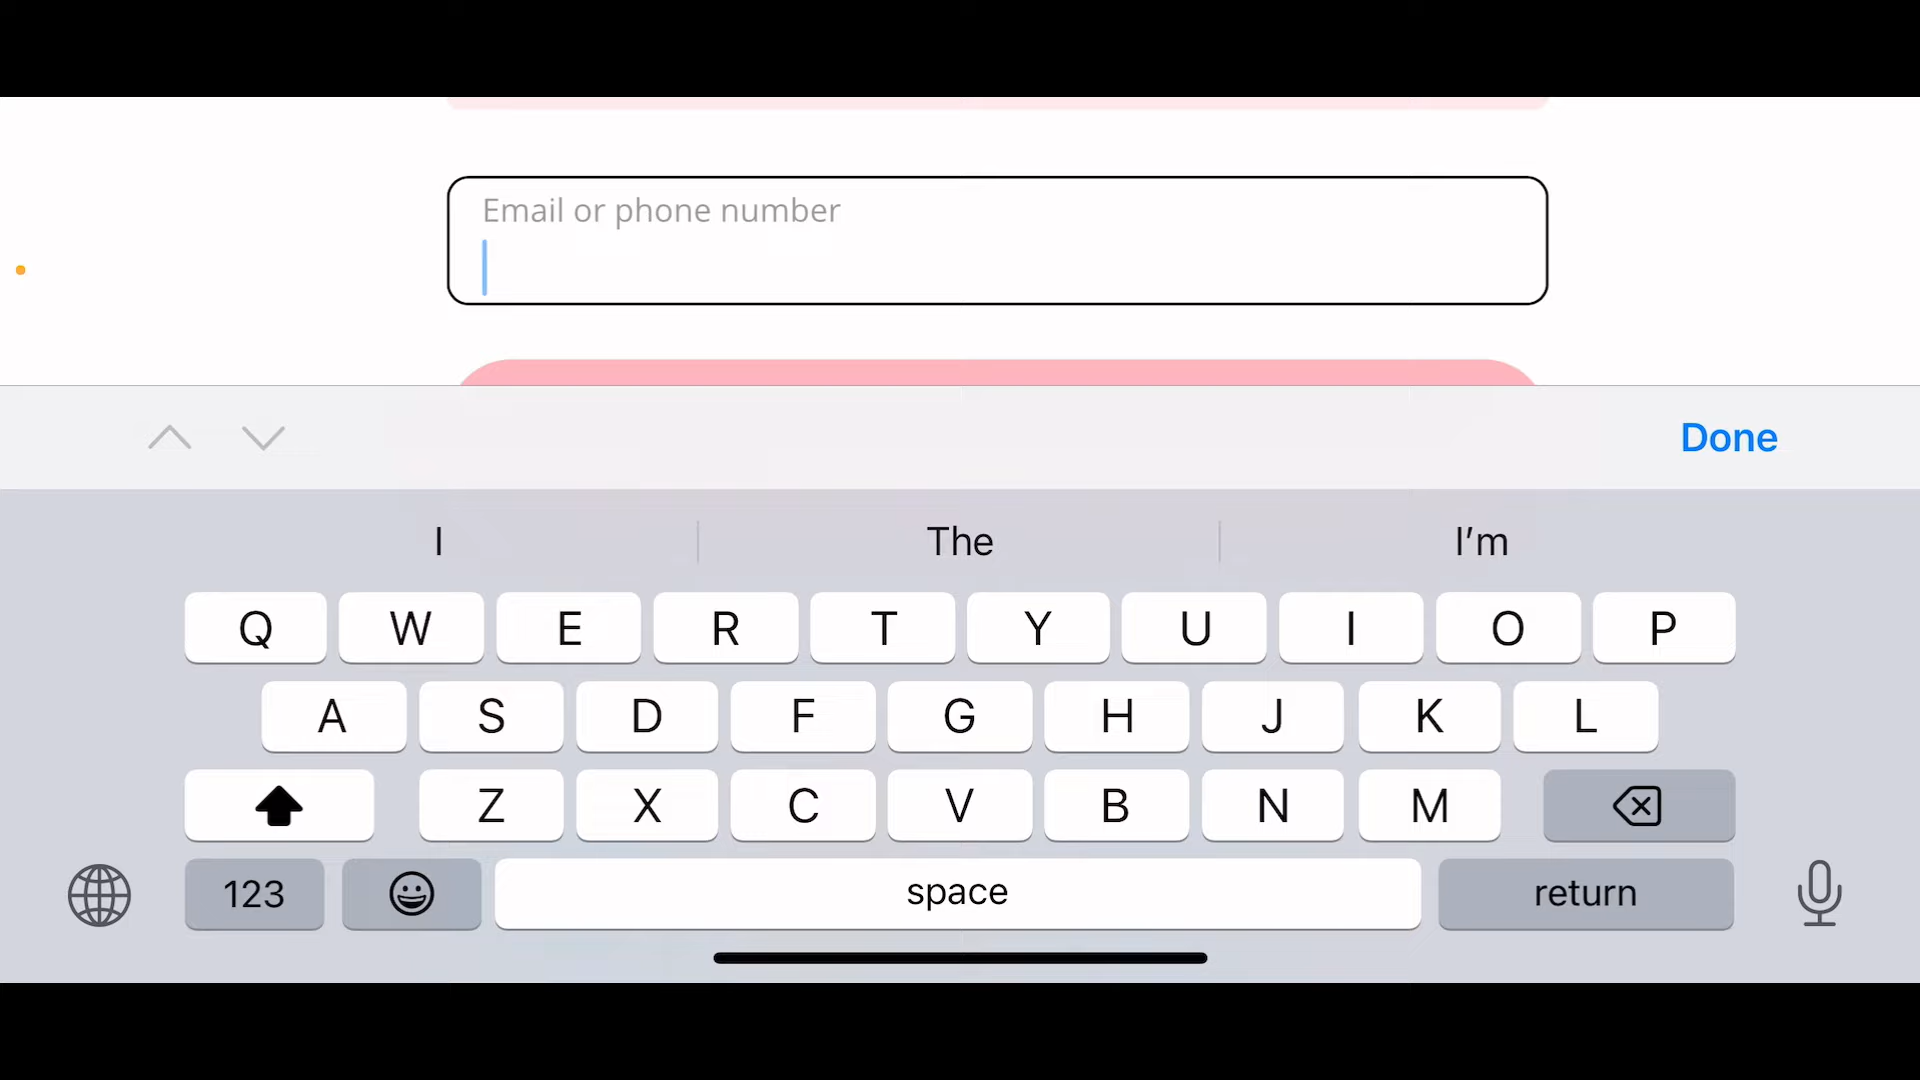 Email or phone number
Done
I The I’m
Q W E R T Y U I O P
A S D F G H J K L
Z X C V B N M
123 space return